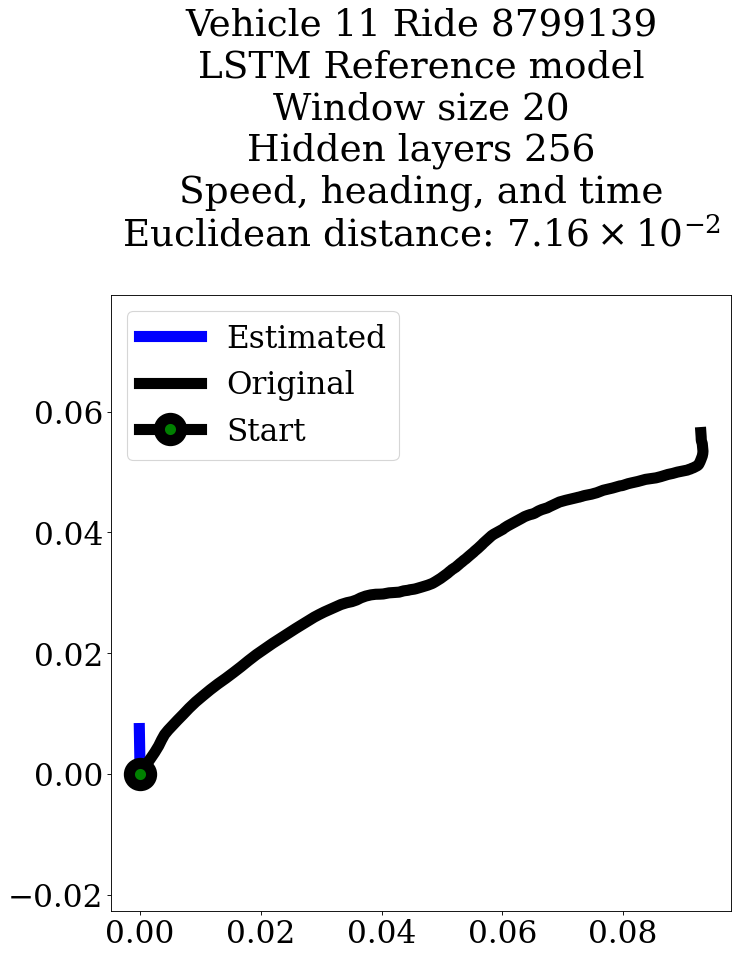 Vehicle 11 Ride 8799139
LSTM Reference model
Window size 20
Hidden layers 256
Speed, heading, and time
Euclidean distance: 7.16 × 10⁻²
Estimated
Original
Start
0.06
0.04
0.02
0.00
−0.02
0.00 0.02 0.04 0.06 0.08